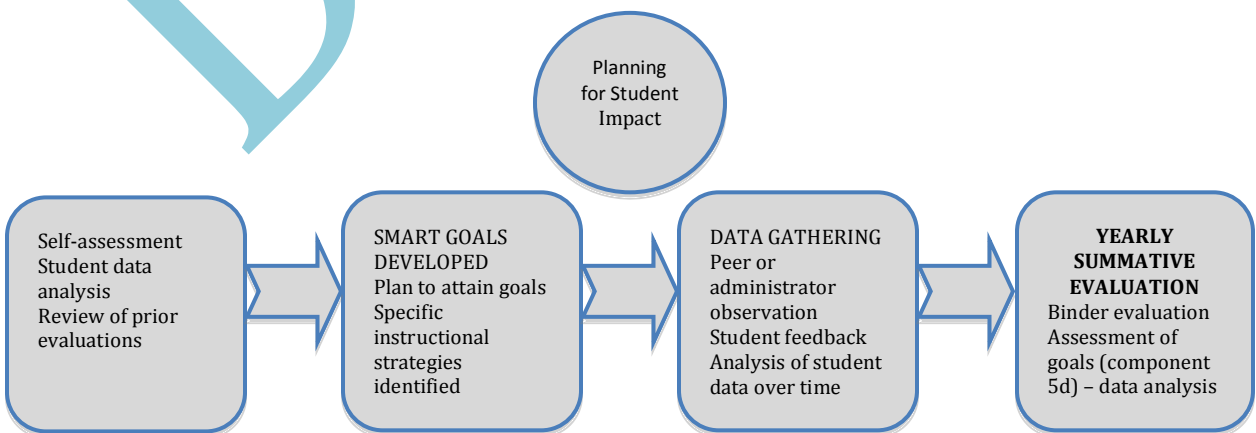 Planning
for Student
Impact
Self-assessment
Student data
analysis
Review of prior
evaluations
SMART GOALS
DEVELOPED
Plan to attain goals
Specific
instructional
strategies
identified
DATA GATHERING
Peer or
administrator
observation
Student feedback
Analysis of student
data over time
YEARLY
SUMMATIVE
EVALUATION
Binder evaluation
Assessment of
goals (component
5d) – data analysis